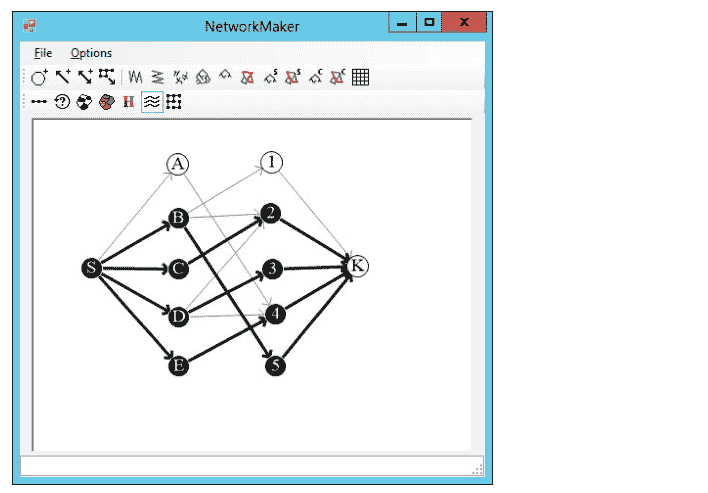 NetworkMaker
File Options
S S C C
H
A 1
B 2
S C 3 K
D 4
E 5